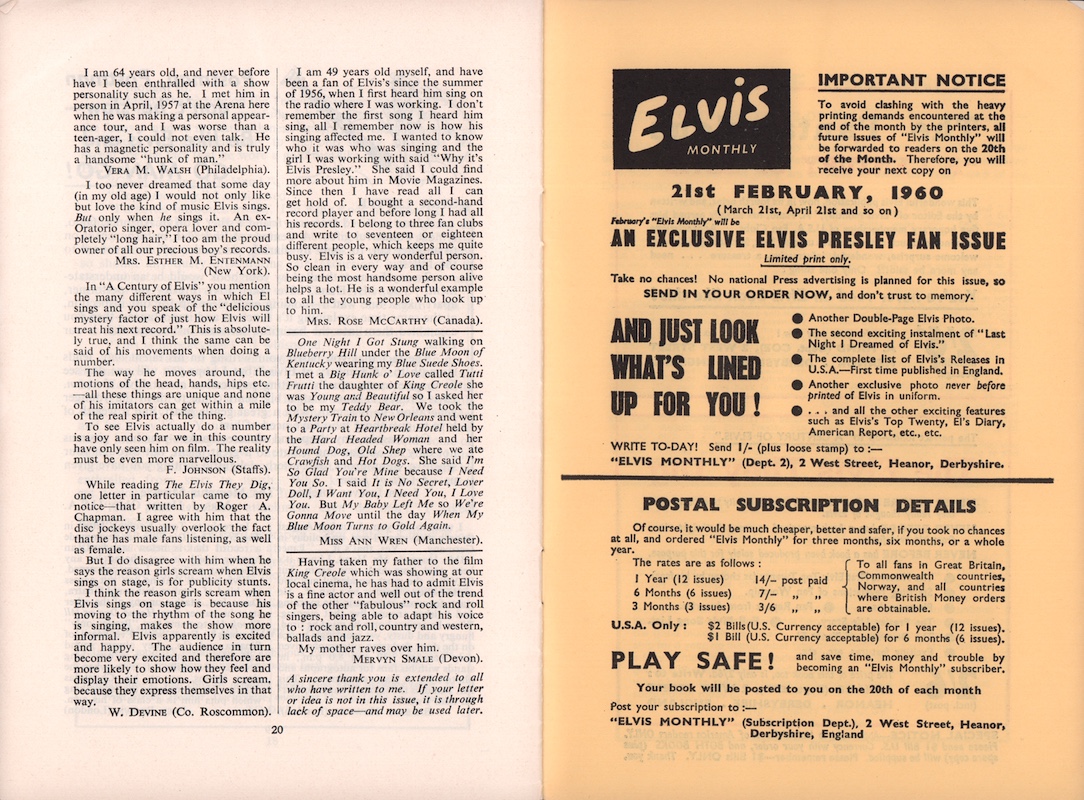 I am 64 years old, and never before
have I been enthralled with a show
personality such as he. I met him in
person in April, 1957 at the Arena here
when he was making a personal appear-
ance tour, and I was worse than a
teen-ager, I could not even talk. He
has a magnetic personality and is truly
a handsome "hunk of man."
VERA M. WALSH (Philadelphia).
I too never dreamed that some day
(in my old age) I would not only like
but love the kind of music Elvis sings.
But only when he sings it. An ex-
Oratorio singer, opera lover and com-
pletely "long hair," I too am the proud
owner of all our precious boy's records.
MRS. ESTHER M. ENTENMANN
(New York).
In "A Century of Elvis" you mention
the many different ways in which El
sings and you speak of the "delicious
mystery factor of just how Elvis will
treat his next record." This is absolute-
ly true, and I think the same can be
said of his movements when doing a
number.
The way he moves around, the
motions of the head, hands, hips etc.
—all these things are unique and none
of his imitators can get within a mile
of the real spirit of the thing.
To see Elvis actually do a number
is a joy and so far we in this country
have only seen him on film. The reality
must be even more marvellous.
F. JOHNSON (Staffs).
While reading The Elvis They Dig,
one letter in particular came to my
notice—that written by Roger A.
Chapman. I agree with him that the
disc jockeys usually overlook the fact
that he has male fans listening, as well
as female.
But I do disagree with him when he
says the reason girls scream when Elvis
sings on stage, is for publicity stunts.
I think the reason girls scream when
Elvis sings on stage is because his
moving to the rhythm of the song he
is singing, makes the show more
informal. Elvis apparently is excited
and happy. The audience in turn
become very excited and therefore are
more likely to show how they feel and
display their emotions. Girls scream,
because they express themselves in that
way.
W. DEVINE (Co. Roscommon).
I am 49 years old myself, and have
been a fan of Elvis's since the summer
of 1956, when I first heard him sing on
the radio where I was working. I don't
remember the first song I heard him
sing, all I remember now is how his
singing affected me. I wanted to know
who it was who was singing and the
girl I was working with said "Why it's
Elvis Presley." She said I could find
more about him in Movie Magazines.
Since then I have read all I can
get hold of. I bought a second-hand
record player and before long I had all
his records. I belong to three fan clubs
and write to seventeen or eighteen
different people, which keeps me quite
busy. Elvis is a very wonderful person.
So clean in every way and of course
being the most handsome person alive
helps a lot. He is a wonderful example
to all the young people who look up
to him.
MRS. ROSE MCCARTHY (Canada).
One Night I Got Stung walking on
Blueberry Hill under the Blue Moon of
Kentucky wearing my Blue Suede Shoes.
I met a Big Hunk o' Love called Tutti
Frutti the daughter of King Creole she
was Young and Beautiful so I asked her
to be my Teddy Bear. We took the
Mystery Train to New Orleans and went
to a Party at Heartbreak Hotel held by
the Hard Headed Woman and her
Hound Dog, Old Shep where we ate
Crawfish and Hot Dogs. She said I'm
So Glad You're Mine because I Need
You So. I said It is No Secret, Lover
Doll, I Want You, I Need You, I Love
You. But My Baby Left Me so We're
Gonna Move until the day When My
Blue Moon Turns to Gold Again.
MISS ANN WREN (Manchester).
Having taken my father to the film
King Creole which was showing at our
local cinema, he has had to admit Elvis
is a fine actor and well out of the trend
of the other "fabulous" rock and roll
singers, being able to adapt his voice
to : rock and roll, country and western,
ballads and jazz.
My mother raves over him.
MERVYN SMALE (Devon).
A sincere thank you is extended to all
who have written to me. If your letter
or idea is not in this issue, it is through
lack of space—and may be used later.
20
ELVIS
MONTHLY
IMPORTANT NOTICE
To avoid clashing with the heavy
printing demands encountered at the
end of the month by the printers, all
future issues of "Elvis Monthly" will
be forwarded to readers on the 20th
of the Month. Therefore, you will
receive your next copy on
21st FEBRUARY, 1960
(March 21st, April 21st and so on)
February's "Elvis Monthly" will be
AN EXCLUSIVE ELVIS PRESLEY FAN ISSUE
Limited print only.
Take no chances! No national Press advertising is planned for this issue, so
SEND IN YOUR ORDER NOW, and don't trust to memory.
AND JUST LOOK
WHAT'S LINED
UP FOR YOU !
● Another Double-Page Elvis Photo.
● The second exciting instalment of "Last
Night I Dreamed of Elvis."
● The complete list of Elvis's Releases in
U.S.A.—First time published in England.
● Another exclusive photo never before
printed of Elvis in uniform.
● . . . and all the other exciting features
such as Elvis's Top Twenty, El's Diary,
American Report, etc., etc.
WRITE TO-DAY! Send 1/- (plus loose stamp) to :—
"ELVIS MONTHLY" (Dept. 2), 2 West Street, Heanor, Derbyshire.
POSTAL SUBSCRIPTION DETAILS
Of course, it would be much cheaper, better and safer, if you took no chances
at all, and ordered "Elvis Monthly" for three months, six months, or a whole
year.
The rates are as follows :
1 Year (12 issues) 14/- post paid
6 Months (6 issues) 7/- „ „
3 Months (3 issues) 3/6 „ „
To all fans in Great Britain,
Commonwealth countries,
Norway, and all countries
where British Money orders
are obtainable.
U.S.A. Only : $2 Bills (U.S. Currency acceptable) for 1 year (12 issues).
$1 Bill (U.S. Currency acceptable) for 6 months (6 issues).
PLAY SAFE!
and save time, money and trouble by
becoming an "Elvis Monthly" subscriber.
Your book will be posted to you on the 20th of each month
Post your subscription to :—
"ELVIS MONTHLY" (Subscription Dept.), 2 West Street, Heanor,
Derbyshire, England